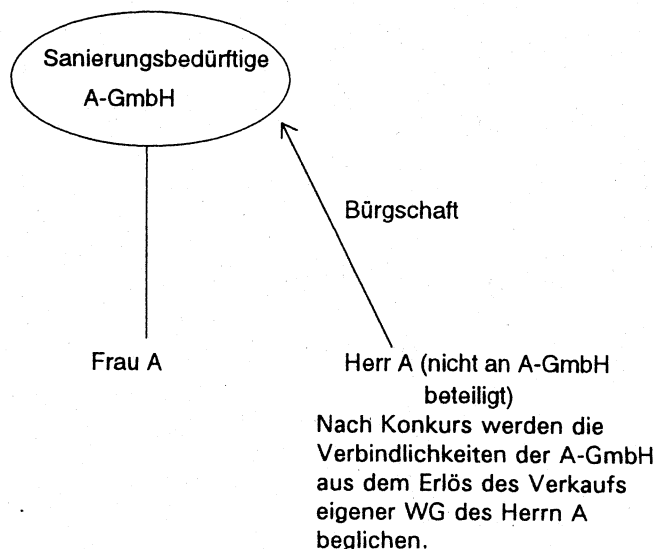 Sanierungsbedürftige
A-GmbH
Bürgschaft
Frau A
Herr A (nicht an A-GmbH
beteiligt)
Nach Konkurs werden die
Verbindlichkeiten der A-GmbH
aus dem Erlös des Verkaufs
eigener WG des Herrn A
beglichen.